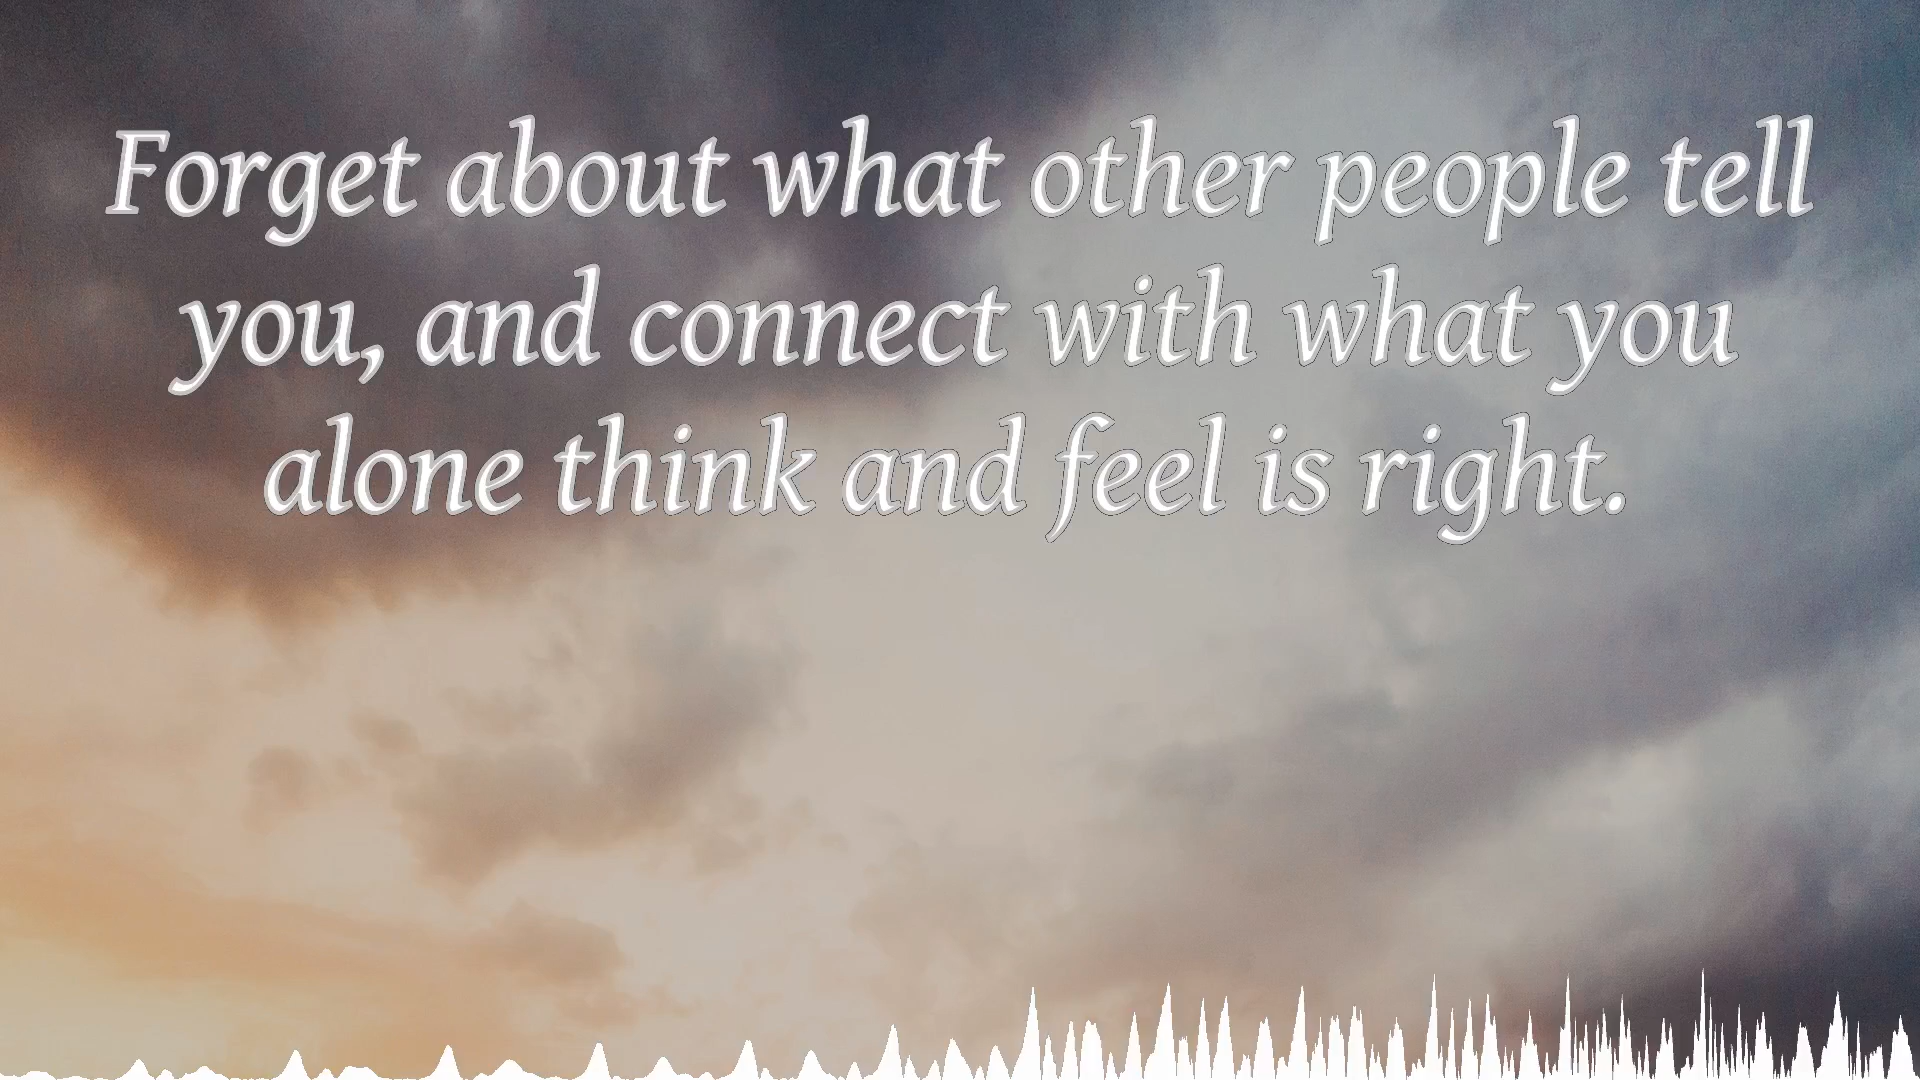 Forget about what other people tell
you, and connect with what you
alone think and feel is right.